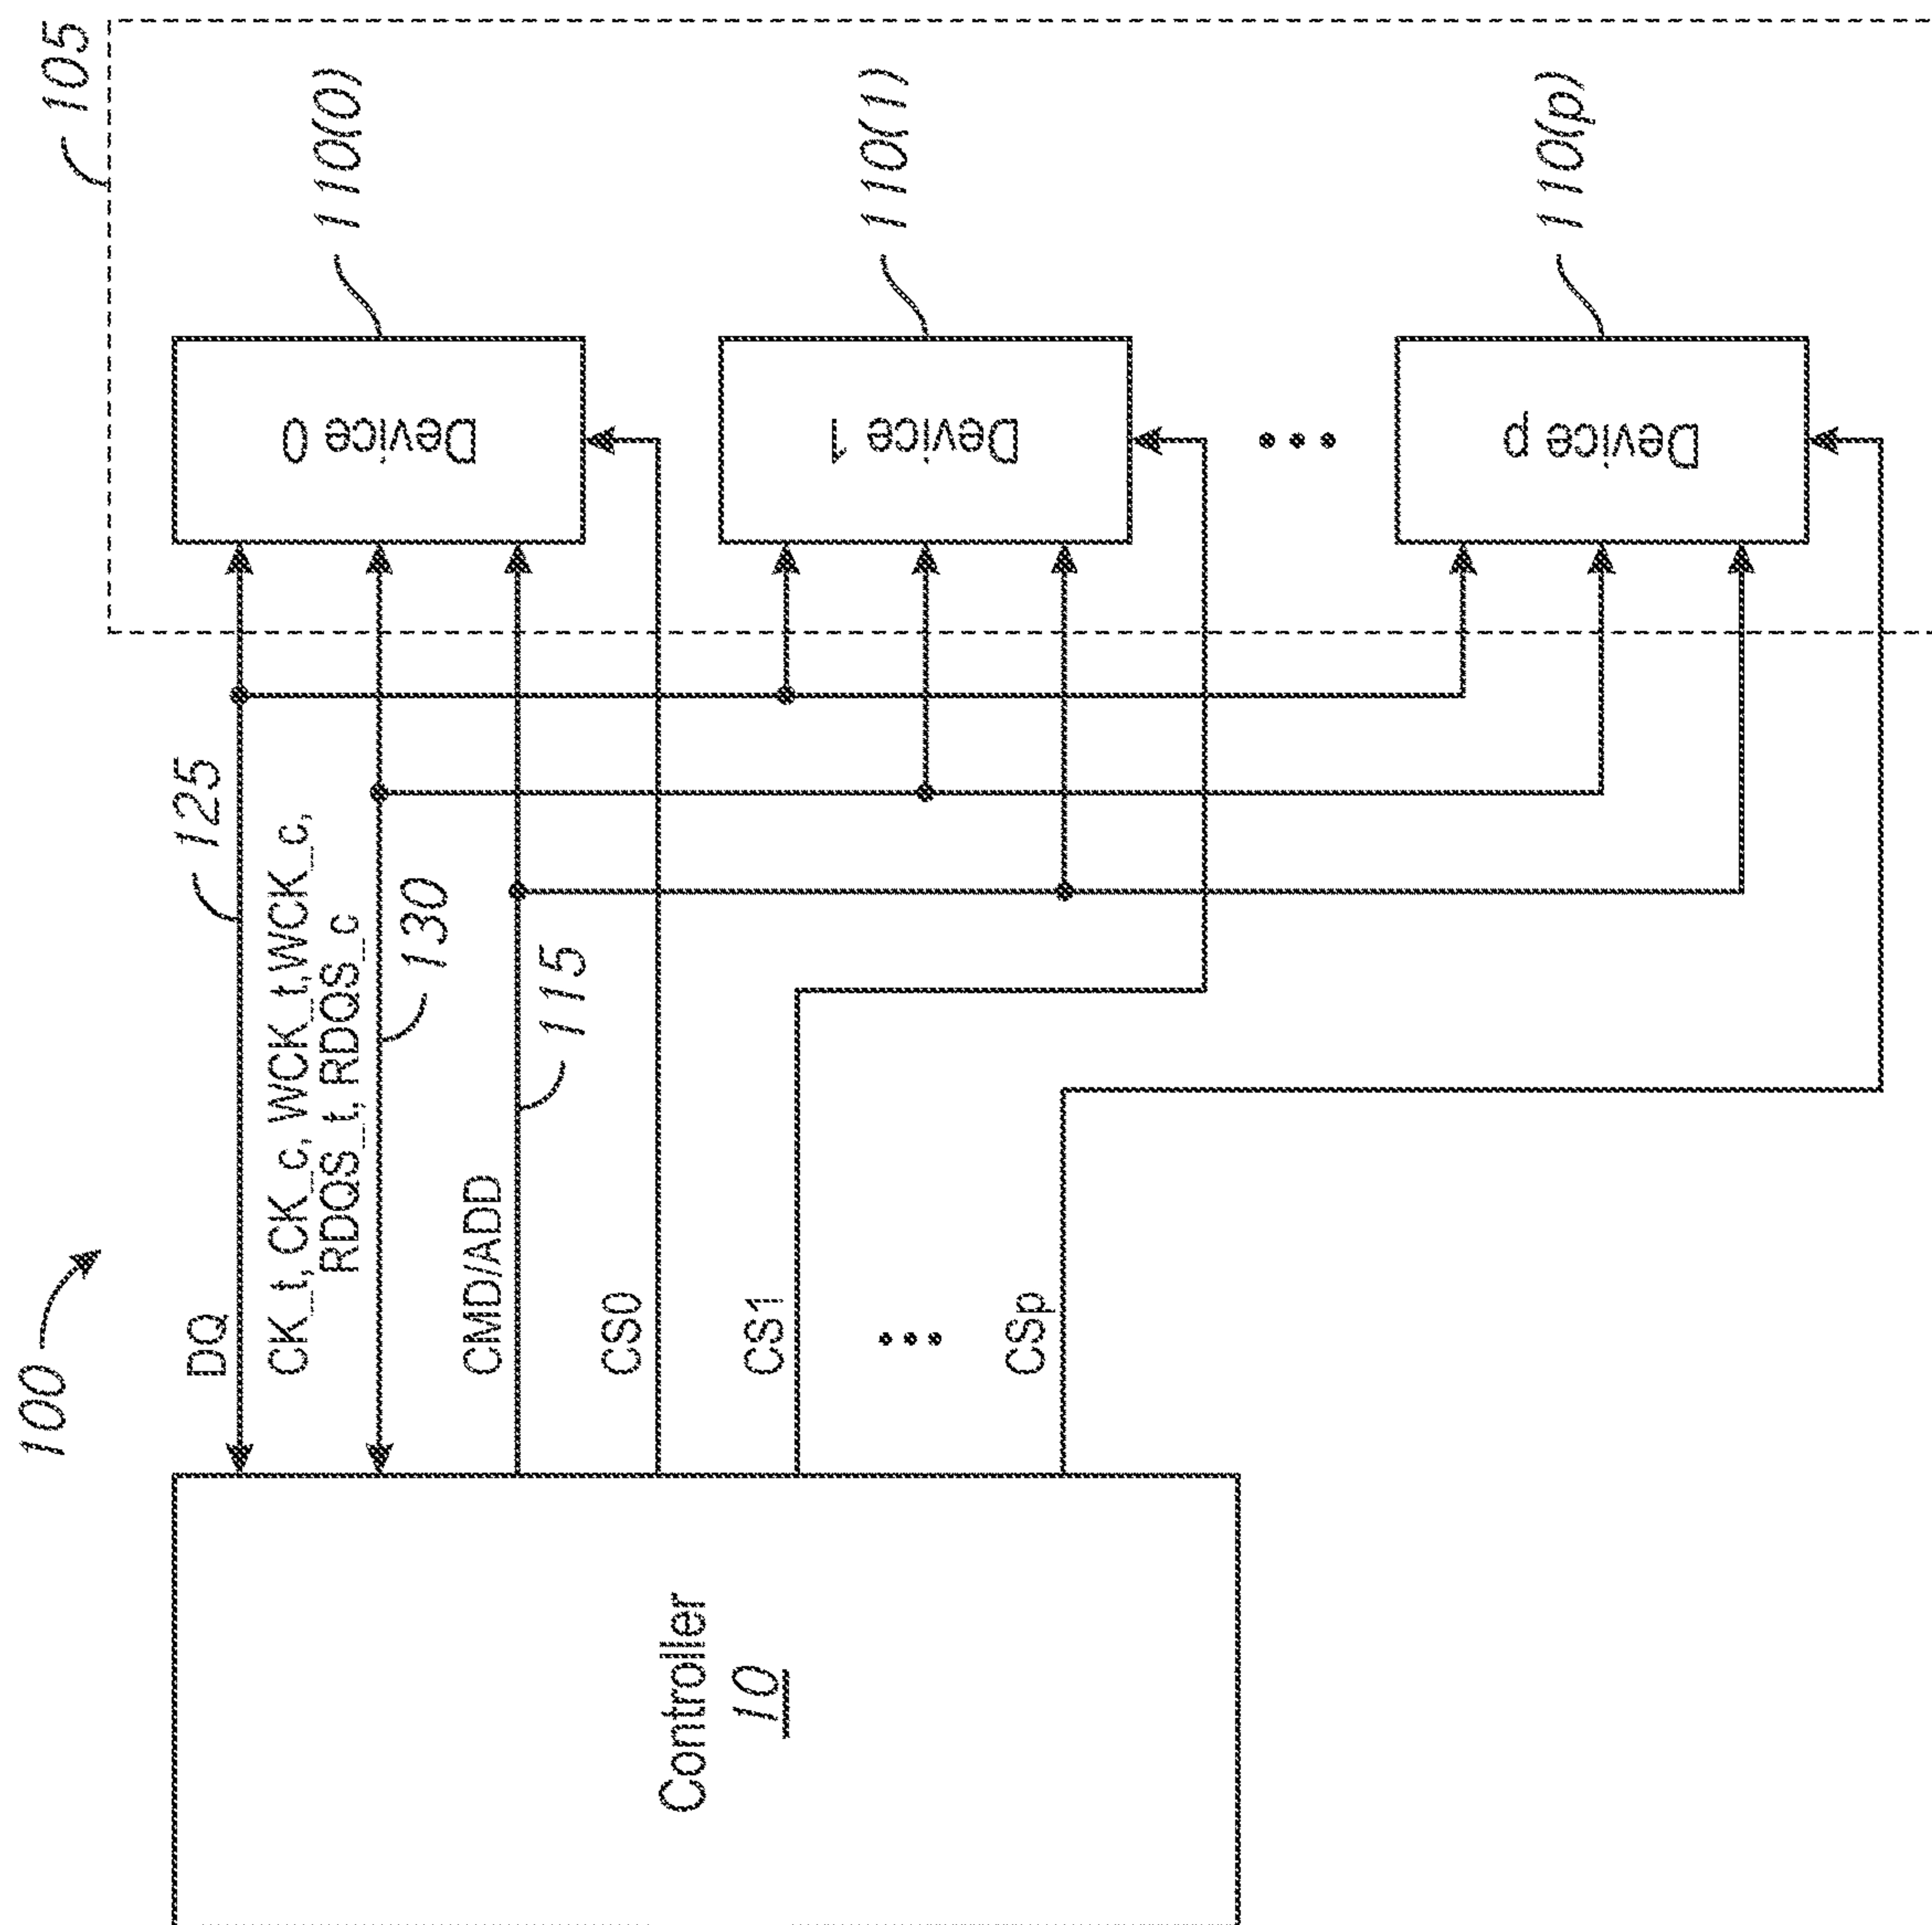 100
105
DQ
125
CK_t, CK_c, WCK_t,WCK_c,
RDQS_t, RDQS_c
130
CMD/ADD
115
CS0
CS1
CSp
Controller
10
Device 0
110(0)
Device 1
110(1)
Device p
110(p)